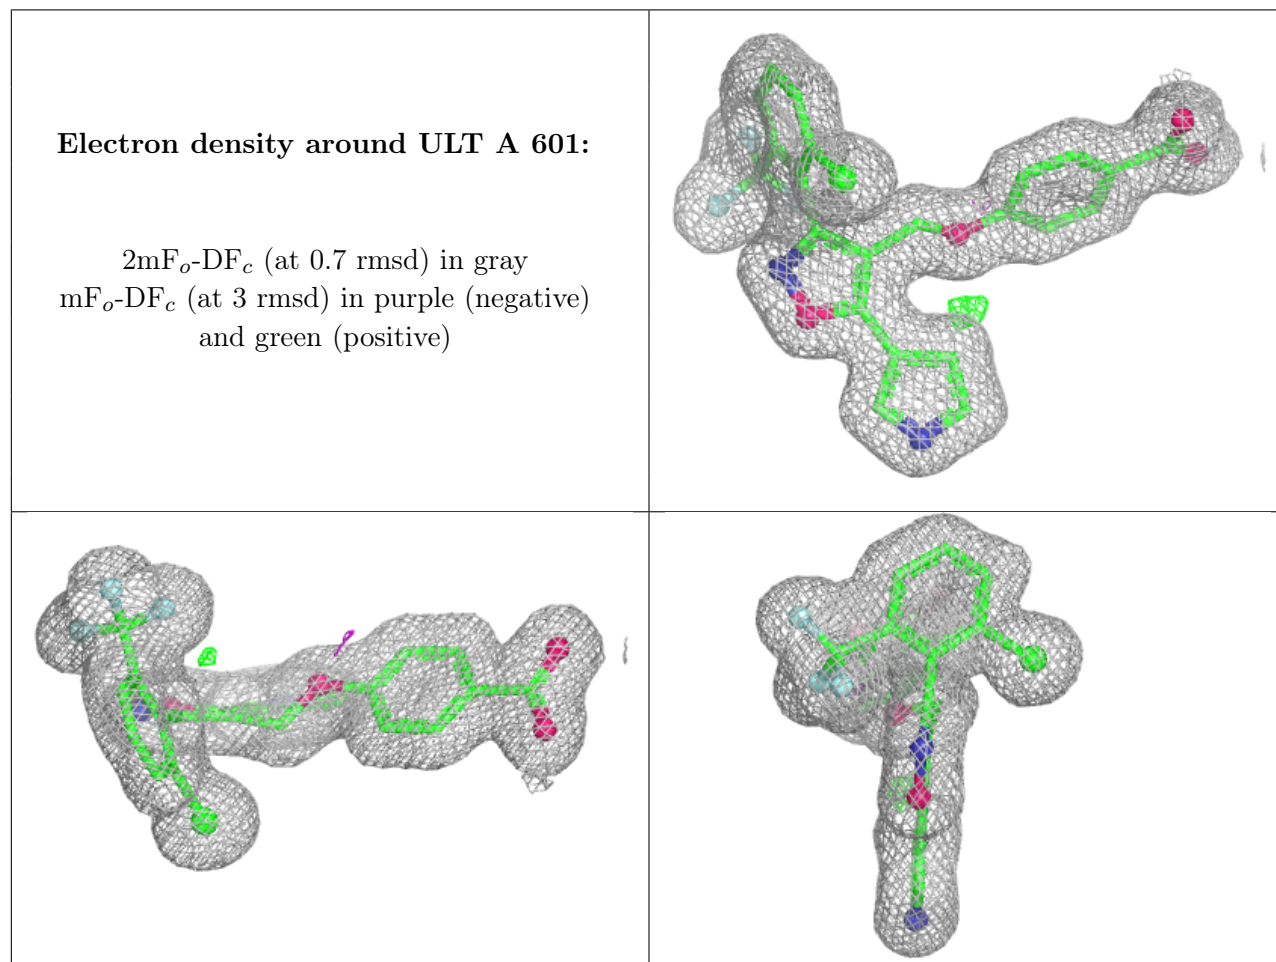 Electron density around ULT A 601:
2mFo-DFc (at 0.7 rmsd) in gray
mFo-DFc (at 3 rmsd) in purple (negative)
and green (positive)